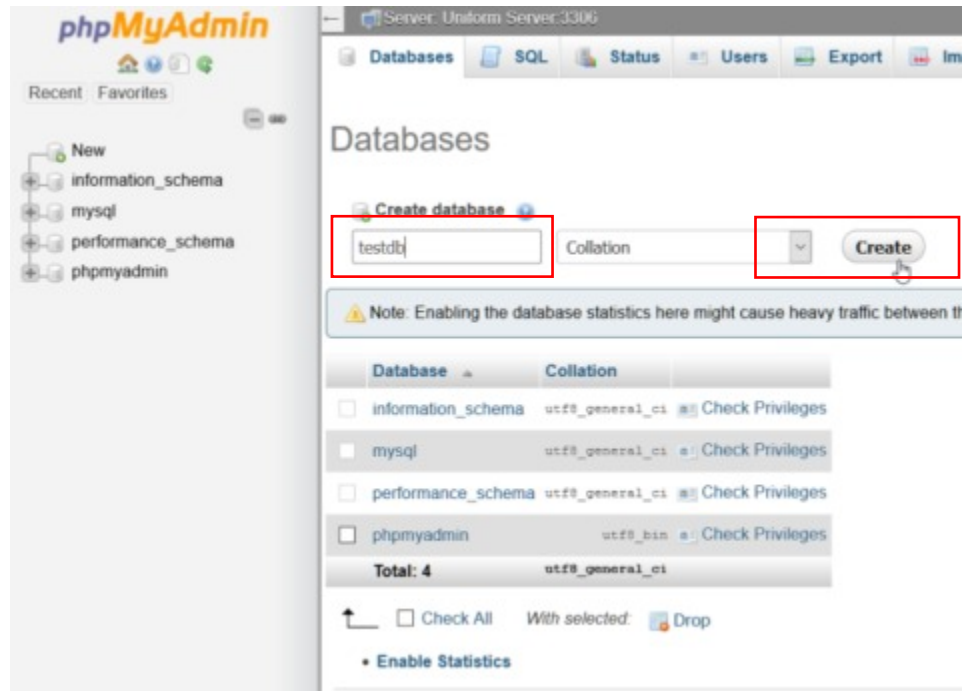 phpMyAdmin
Recent Favorites
New
information_schema
mysql
performance_schema
phpmyadmin
Server: Uniform Server:3306
Databases SQL Status Users Export Im
Databases
Create database
testdb Collation Create
Note: Enabling the database statistics here might cause heavy traffic between th
Database Collation
information_schema utf8_general_ci Check Privileges
mysql utf8_general_ci Check Privileges
performance_schema utf8_general_ci Check Privileges
phpmyadmin utf8_bin Check Privileges
Total: 4 utf8_general_ci
Check All With selected: Drop
• Enable Statistics